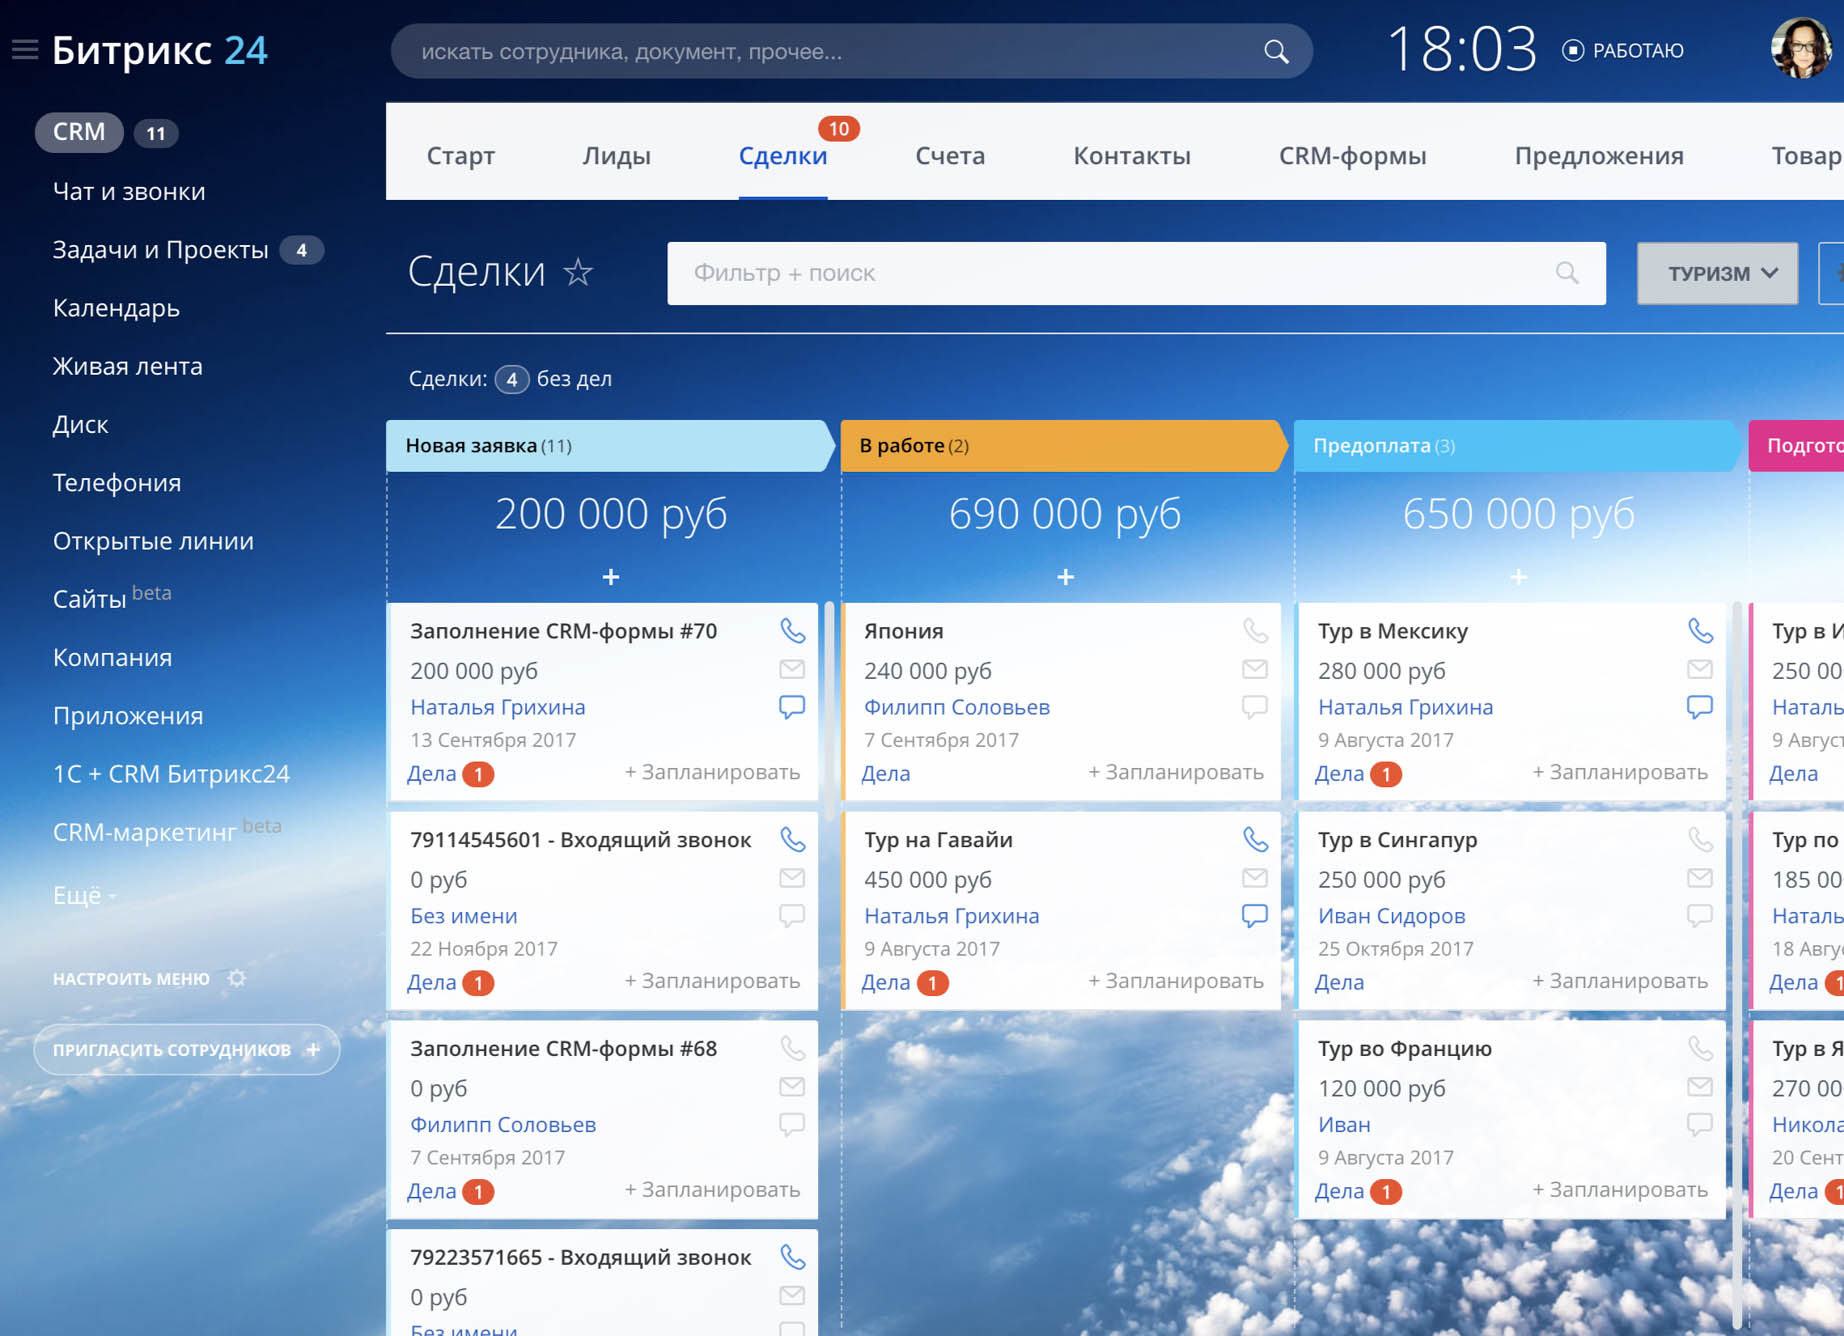 Битрикс 24
искать сотрудника, документ, прочее...
18:03
РАБОТАЮ
CRM 11
Чат и звонки
Задачи и Проекты 4
Календарь
Живая лента
Диск
Телефония
Открытые линии
Сайты beta
Компания
Приложения
1С + CRM Битрикс24
CRM-маркетинг beta
Ещё
НАСТРОИТЬ МЕНЮ
ПРИГЛАСИТЬ СОТРУДНИКОВ +
Старт Лиды Сделки 10 Счета Контакты CRM-формы Предложения Товар
Сделки
Фильтр + поиск
ТУРИЗМ
Сделки: 4 без дел
Новая заявка (11)
200 000 руб
+
Заполнение CRM-формы #70
200 000 руб
Наталья Грихина
13 Сентября 2017
Дела 1 + Запланировать
79114545601 - Входящий звонок
0 руб
Без имени
22 Ноября 2017
Дела 1 + Запланировать
Заполнение CRM-формы #68
0 руб
Филипп Соловьев
7 Сентября 2017
Дела 1 + Запланировать
79223571665 - Входящий звонок
0 руб
Без имени
В работе (2)
690 000 руб
+
Япония
240 000 руб
Филипп Соловьев
7 Сентября 2017
Дела + Запланировать
Тур на Гавайи
450 000 руб
Наталья Грихина
9 Августа 2017
Дела 1 + Запланировать
Предоплата (3)
650 000 руб
+
Тур в Мексику
280 000 руб
Наталья Грихина
9 Августа 2017
Дела 1 + Запланировать
Тур в Сингапур
250 000 руб
Иван Сидоров
25 Октября 2017
Дела + Запланировать
Тур во Францию
120 000 руб
Иван
9 Августа 2017
Дела 1 + Запланировать
Подгото
Тур в И
250 00
Наталь
9 Август
Дела
Тур по
185 00
Наталь
18 Авгу
Дела 1
Тур в Я
270 00
Никола
20 Сент
Дела 1